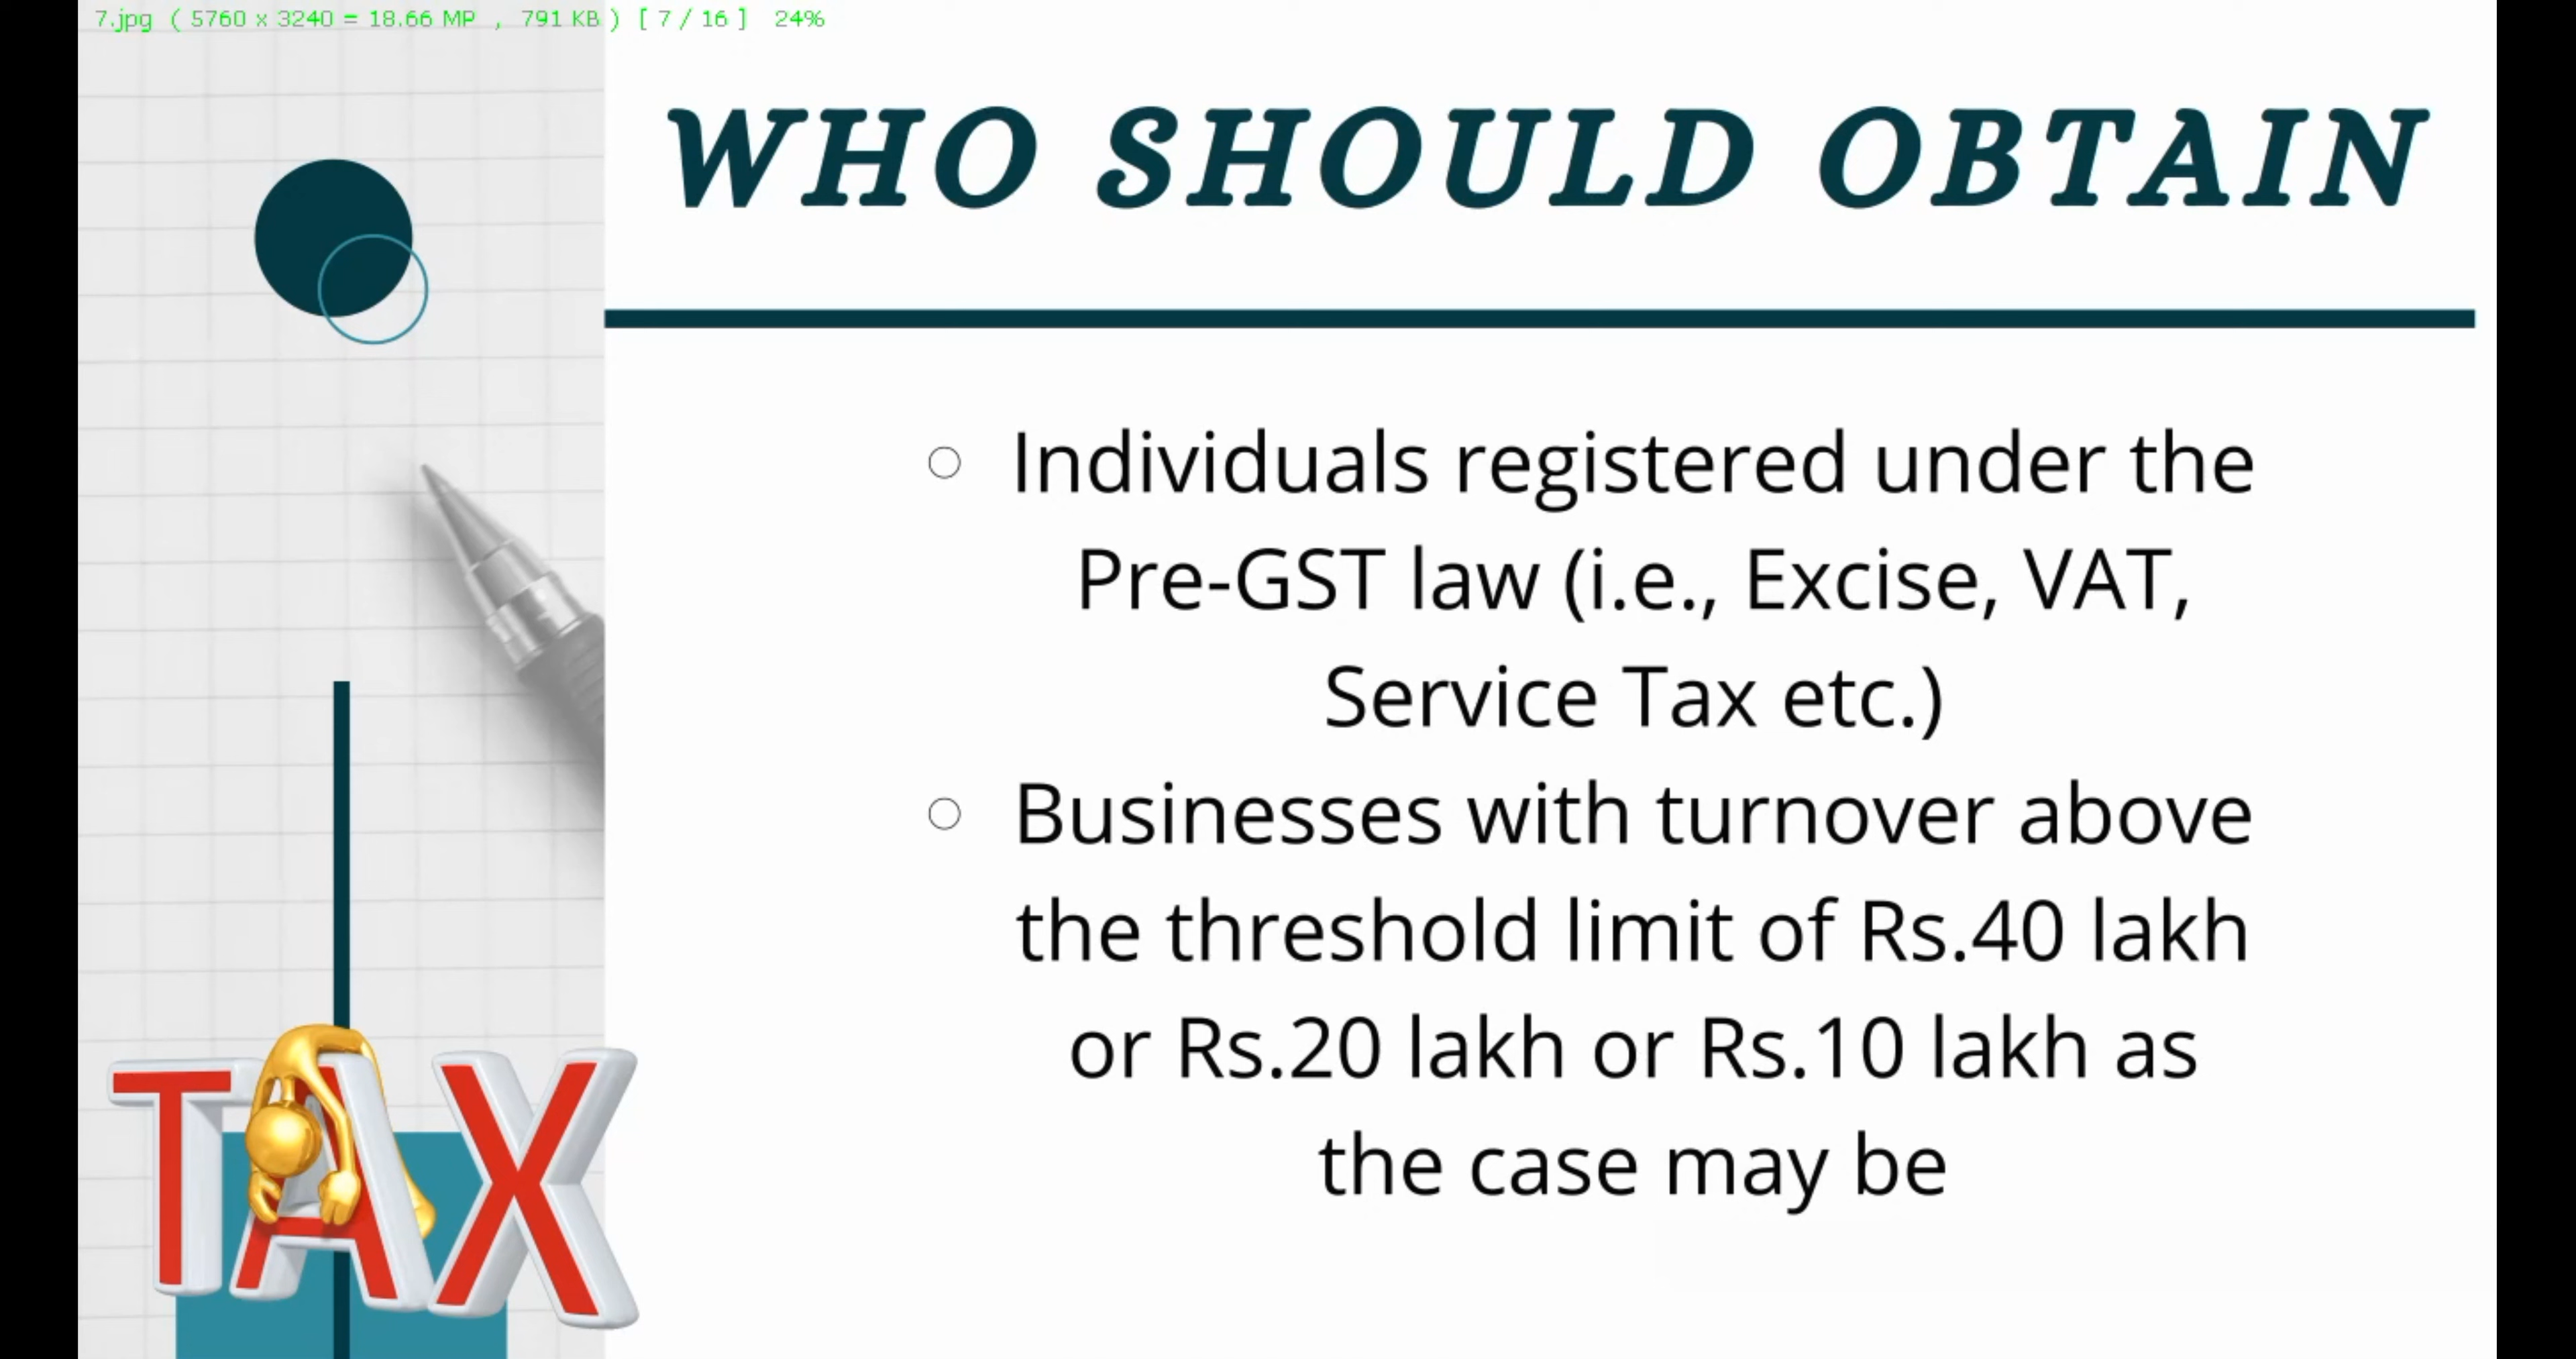 7.jpg ( 5760 x 3240 = 18.66 MP , 791 KB ) [ 7 / 16 ] 24%
WHO SHOULD OBTAIN
○ Individuals registered under the
Pre-GST law (i.e., Excise, VAT,
Service Tax etc.)
○ Businesses with turnover above
the threshold limit of Rs.40 lakh
or Rs.20 lakh or Rs.10 lakh as
the case may be
TAX